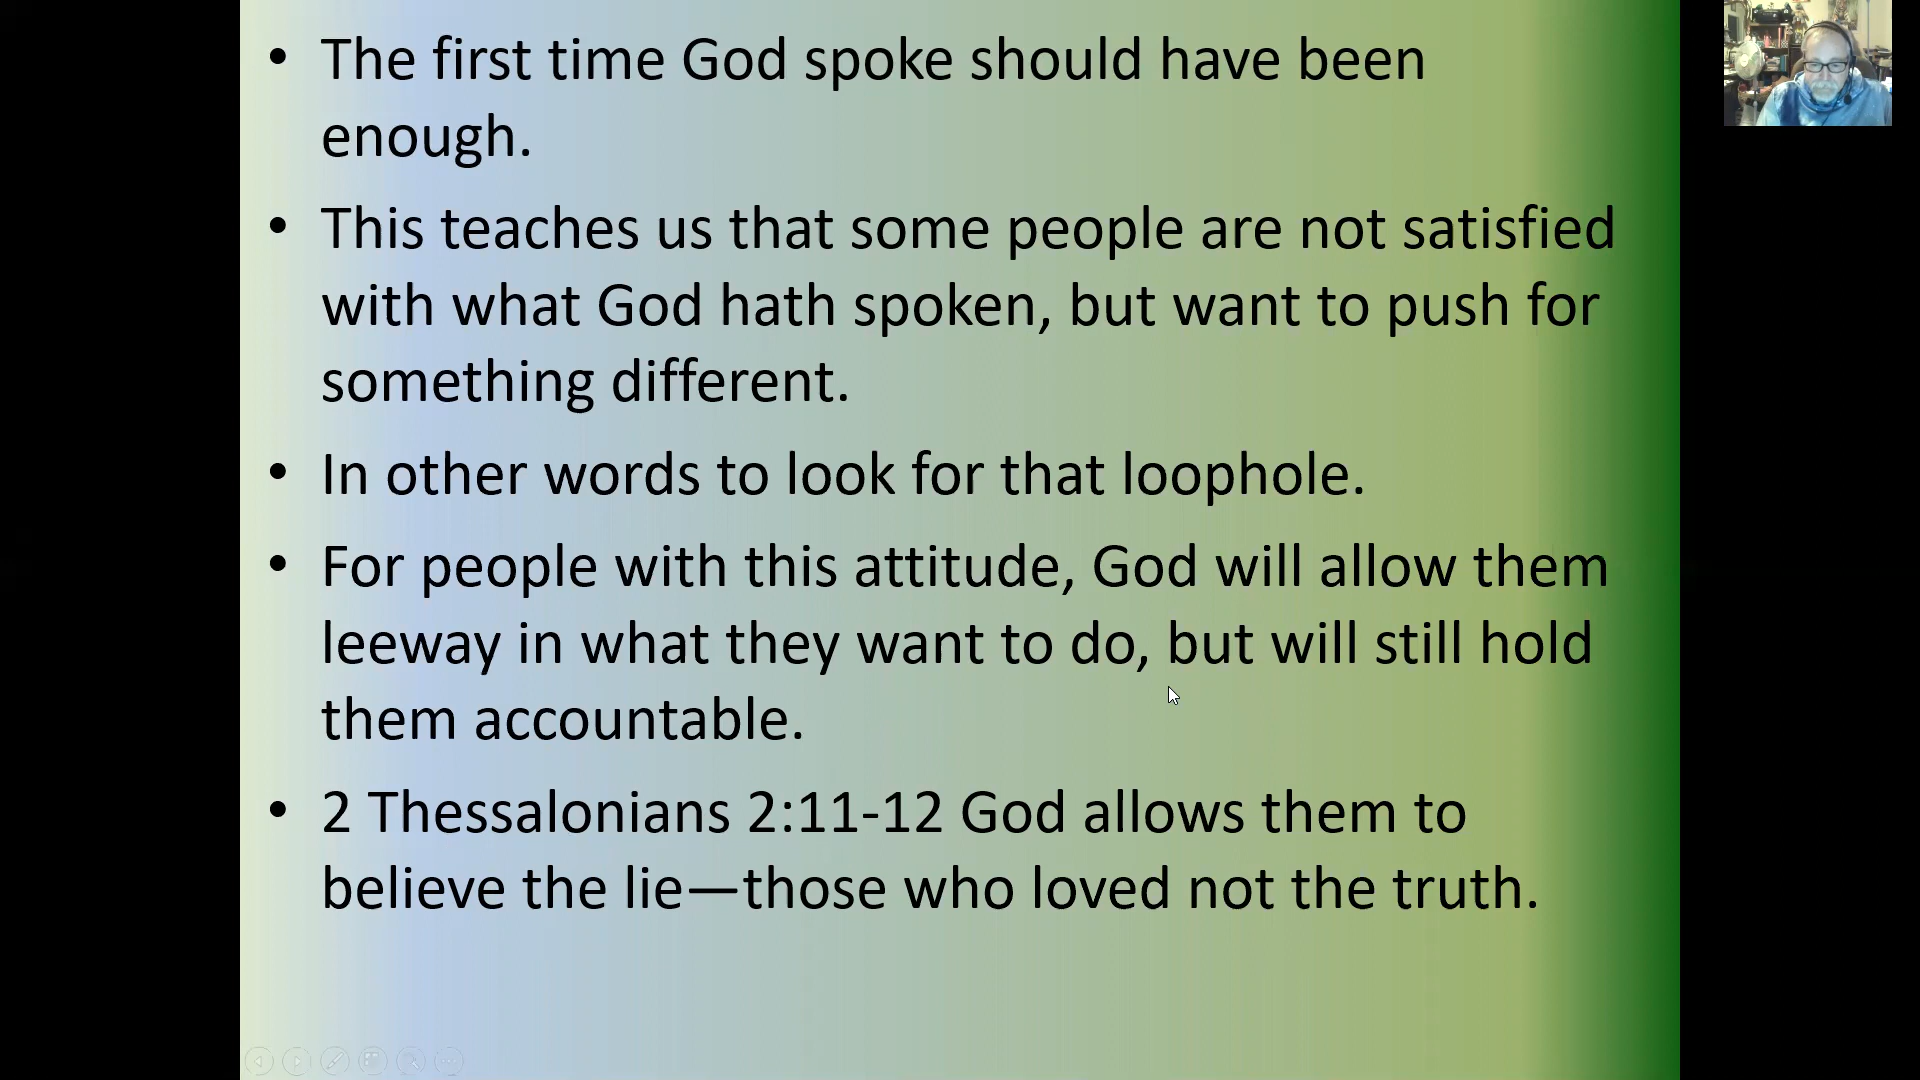 • The first time God spoke should have been
enough.
• This teaches us that some people are not satisfied
with what God hath spoken, but want to push for
something different.
• In other words to look for that loophole.
• For people with this attitude, God will allow them
leeway in what they want to do, but will still hold
them accountable.
• 2 Thessalonians 2:11-12 God allows them to
believe the lie—those who loved not the truth.